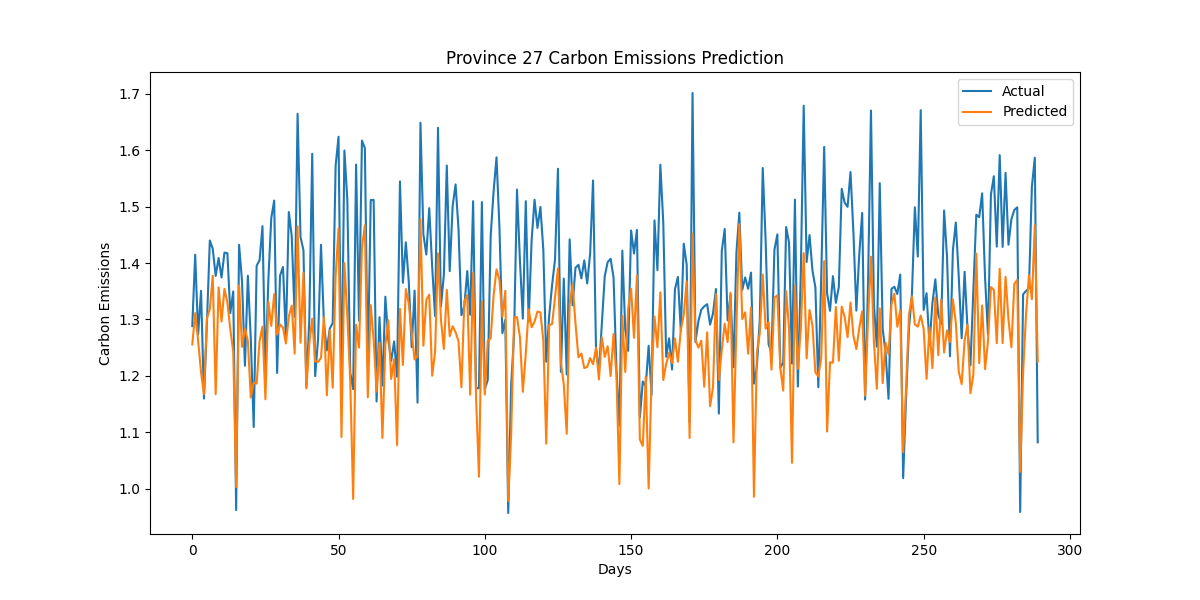 Province 27 Carbon Emissions Prediction
Actual
Predicted
Carbon Emissions
1.7
1.6
1.5
1.4
1.3
1.2
1.1
1.0
0 50 100 150 200 250 300
Days